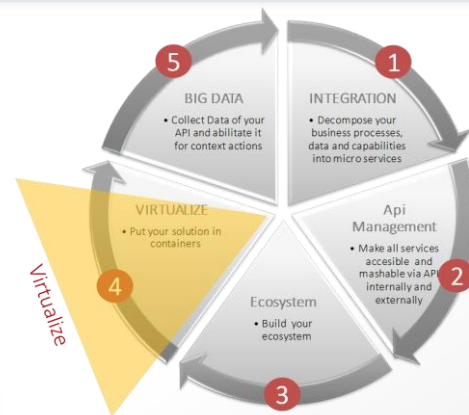 1
INTEGRATION
• Decompose your
business processes,
data and capabilities
into micro services
2
Api
Management
• Make all services
accesible and
mashable via API
internally and
externally
3
Ecosystem
• Build your
ecosystem
4
VIRTUALIZE
• Put your solution in
containers
Virtualize
5
BIG DATA
• Collect Data of your
API and abilitate it
for context actions